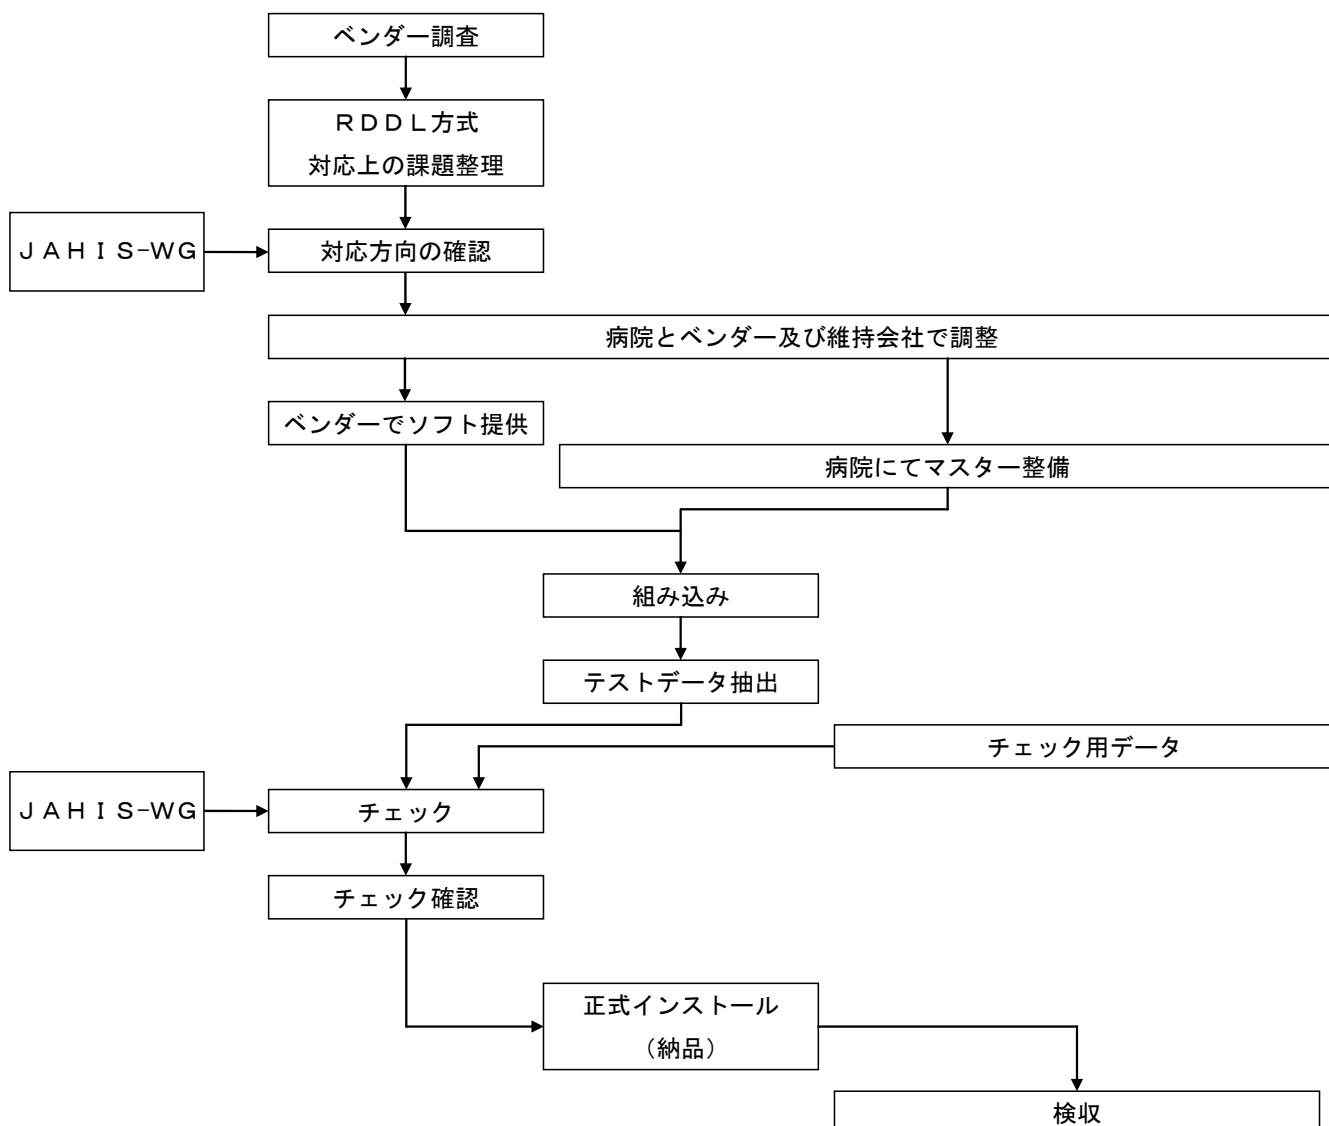 ベンダー調査
ＲＤＤＬ方式
対応上の課題整理
ＪＡＨＩＳ-ＷＧ
対応方向の確認
病院とベンダー及び維持会社で調整
ベンダーでソフト提供
病院にてマスター整備
組み込み
テストデータ抽出
チェック用データ
ＪＡＨＩＳ-ＷＧ
チェック
チェック確認
正式インストール
（納品）
検収